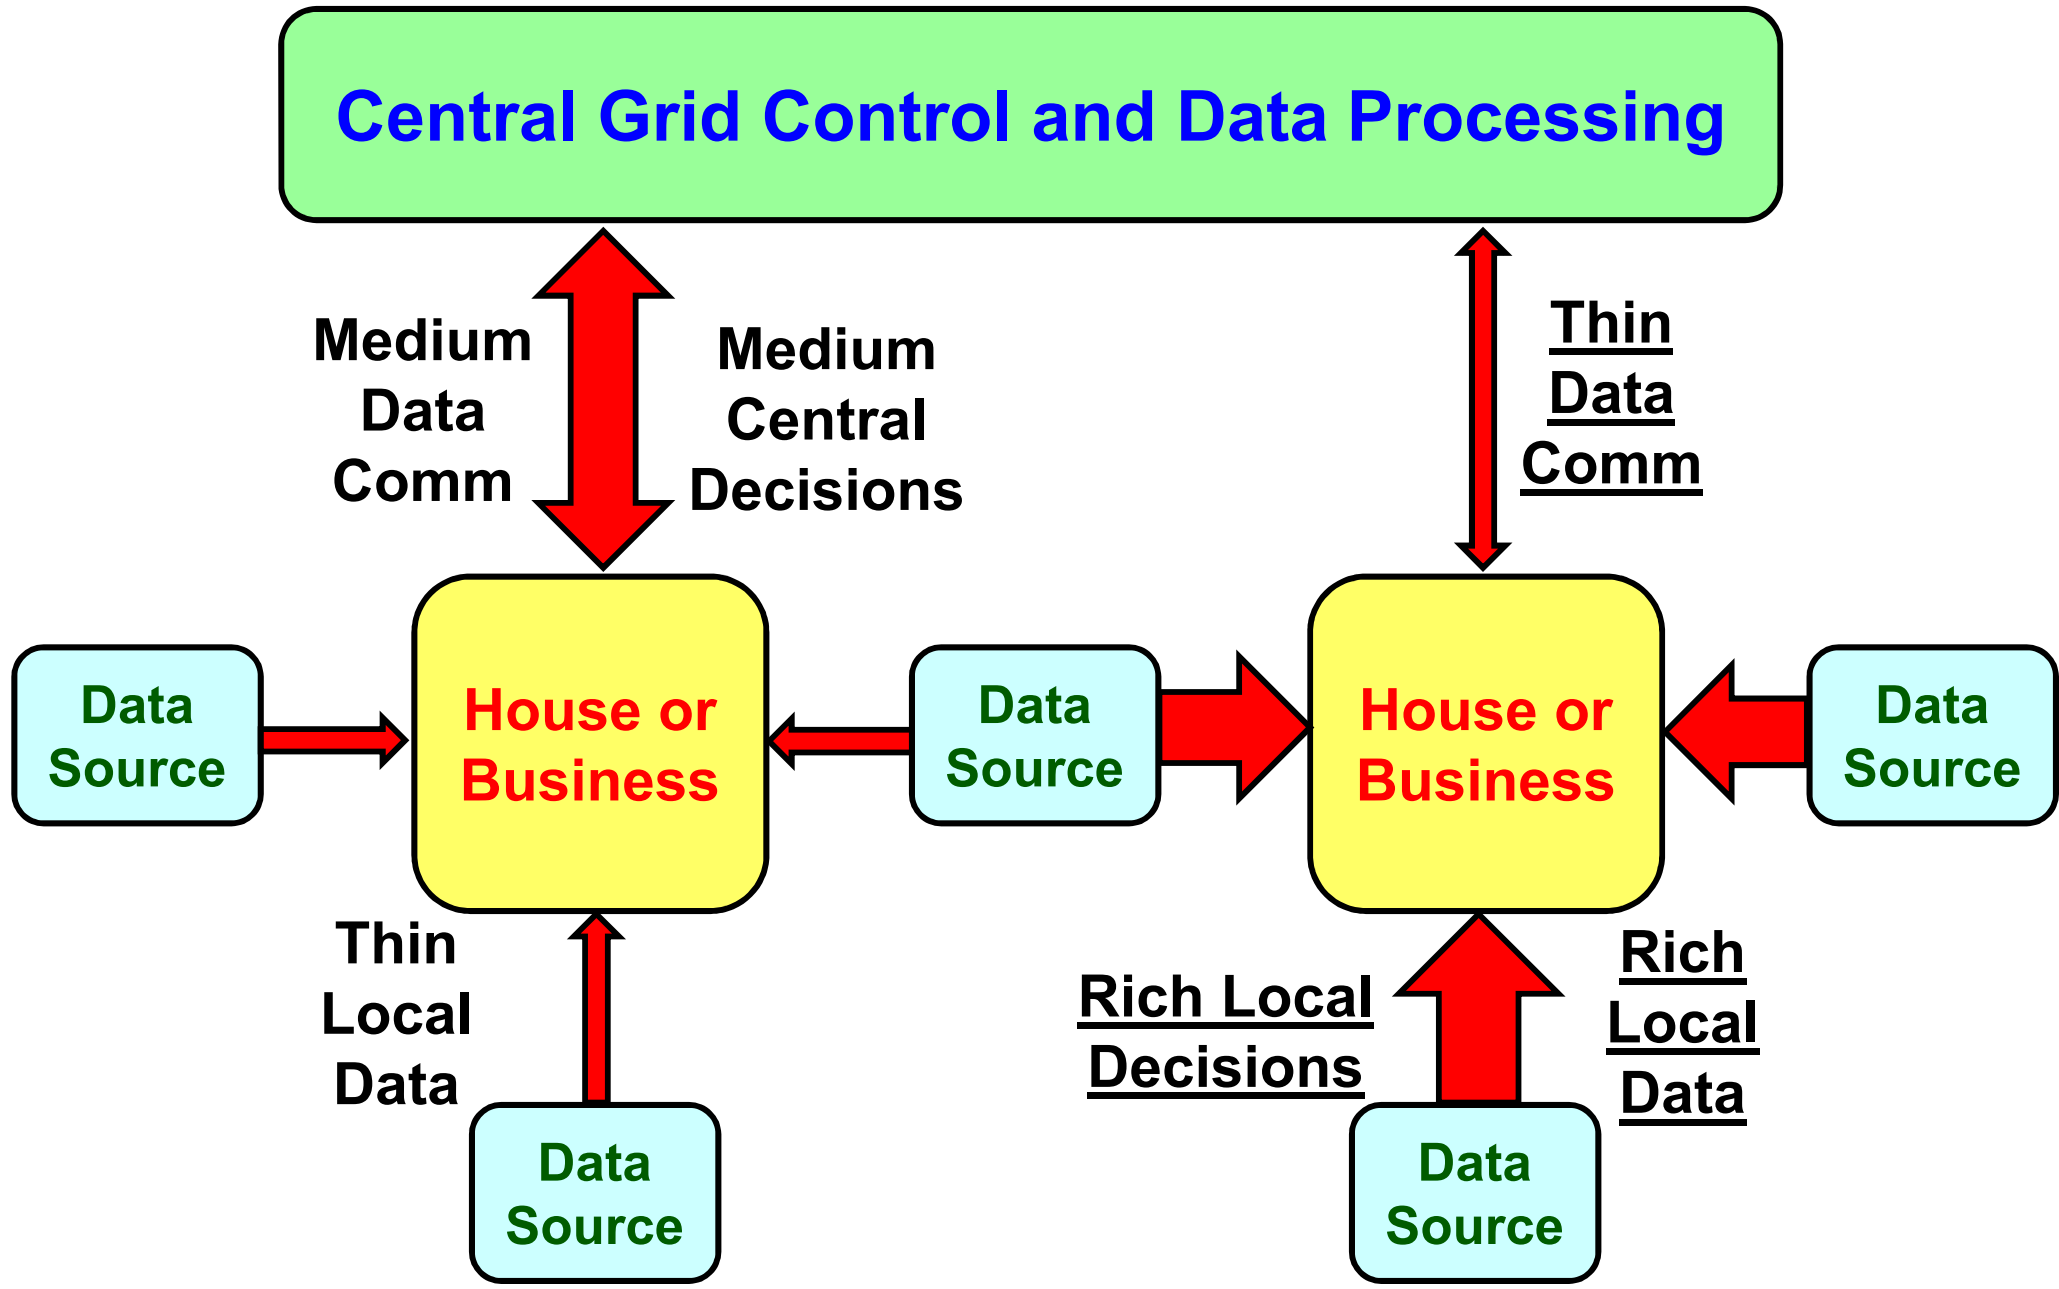 Central Grid Control and Data Processing
Medium
Data
Comm
Medium
Central
Decisions
Thin
Data
Comm
Data
Source
House or
Business
Data
Source
House or
Business
Data
Source
Thin
Local
Data
Rich Local
Decisions
Rich
Local
Data
Data
Source
Data
Source